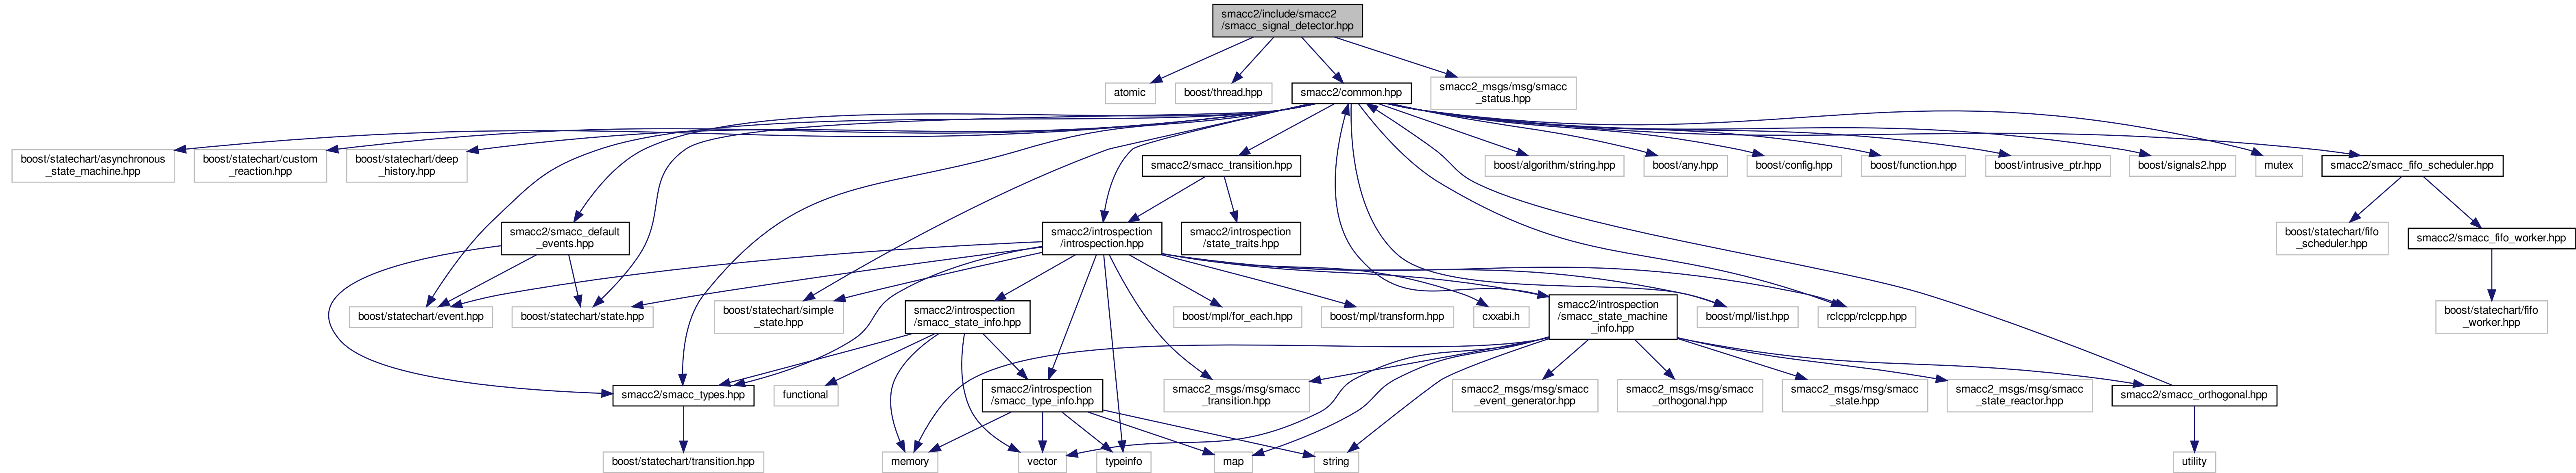 smacc2/include/smacc2
/smacc_signal_detector.hpp
atomic
boost/thread.hpp
smacc2/common.hpp
smacc2_msgs/msg/smacc
_status.hpp
boost/statechart/asynchronous
_state_machine.hpp
boost/statechart/custom
_reaction.hpp
boost/statechart/deep
_history.hpp
smacc2/smacc_transition.hpp
boost/algorithm/string.hpp
boost/any.hpp
boost/config.hpp
boost/function.hpp
boost/intrusive_ptr.hpp
boost/signals2.hpp
mutex
smacc2/smacc_fifo_scheduler.hpp
smacc2/smacc_default
_events.hpp
smacc2/introspection
/introspection.hpp
smacc2/introspection
/state_traits.hpp
boost/statechart/fifo
_scheduler.hpp
smacc2/smacc_fifo_worker.hpp
boost/statechart/event.hpp
boost/statechart/state.hpp
boost/statechart/simple
_state.hpp
smacc2/introspection
/smacc_state_info.hpp
boost/mpl/for_each.hpp
boost/mpl/transform.hpp
cxxabi.h
smacc2/introspection
/smacc_state_machine
_info.hpp
boost/mpl/list.hpp
rclcpp/rclcpp.hpp
boost/statechart/fifo
_worker.hpp
smacc2/smacc_types.hpp
functional
smacc2/introspection
/smacc_type_info.hpp
smacc2_msgs/msg/smacc
_transition.hpp
smacc2_msgs/msg/smacc
_event_generator.hpp
smacc2_msgs/msg/smacc
_orthogonal.hpp
smacc2_msgs/msg/smacc
_state.hpp
smacc2_msgs/msg/smacc
_state_reactor.hpp
smacc2/smacc_orthogonal.hpp
boost/statechart/transition.hpp
memory
vector
typeinfo
map
string
utility